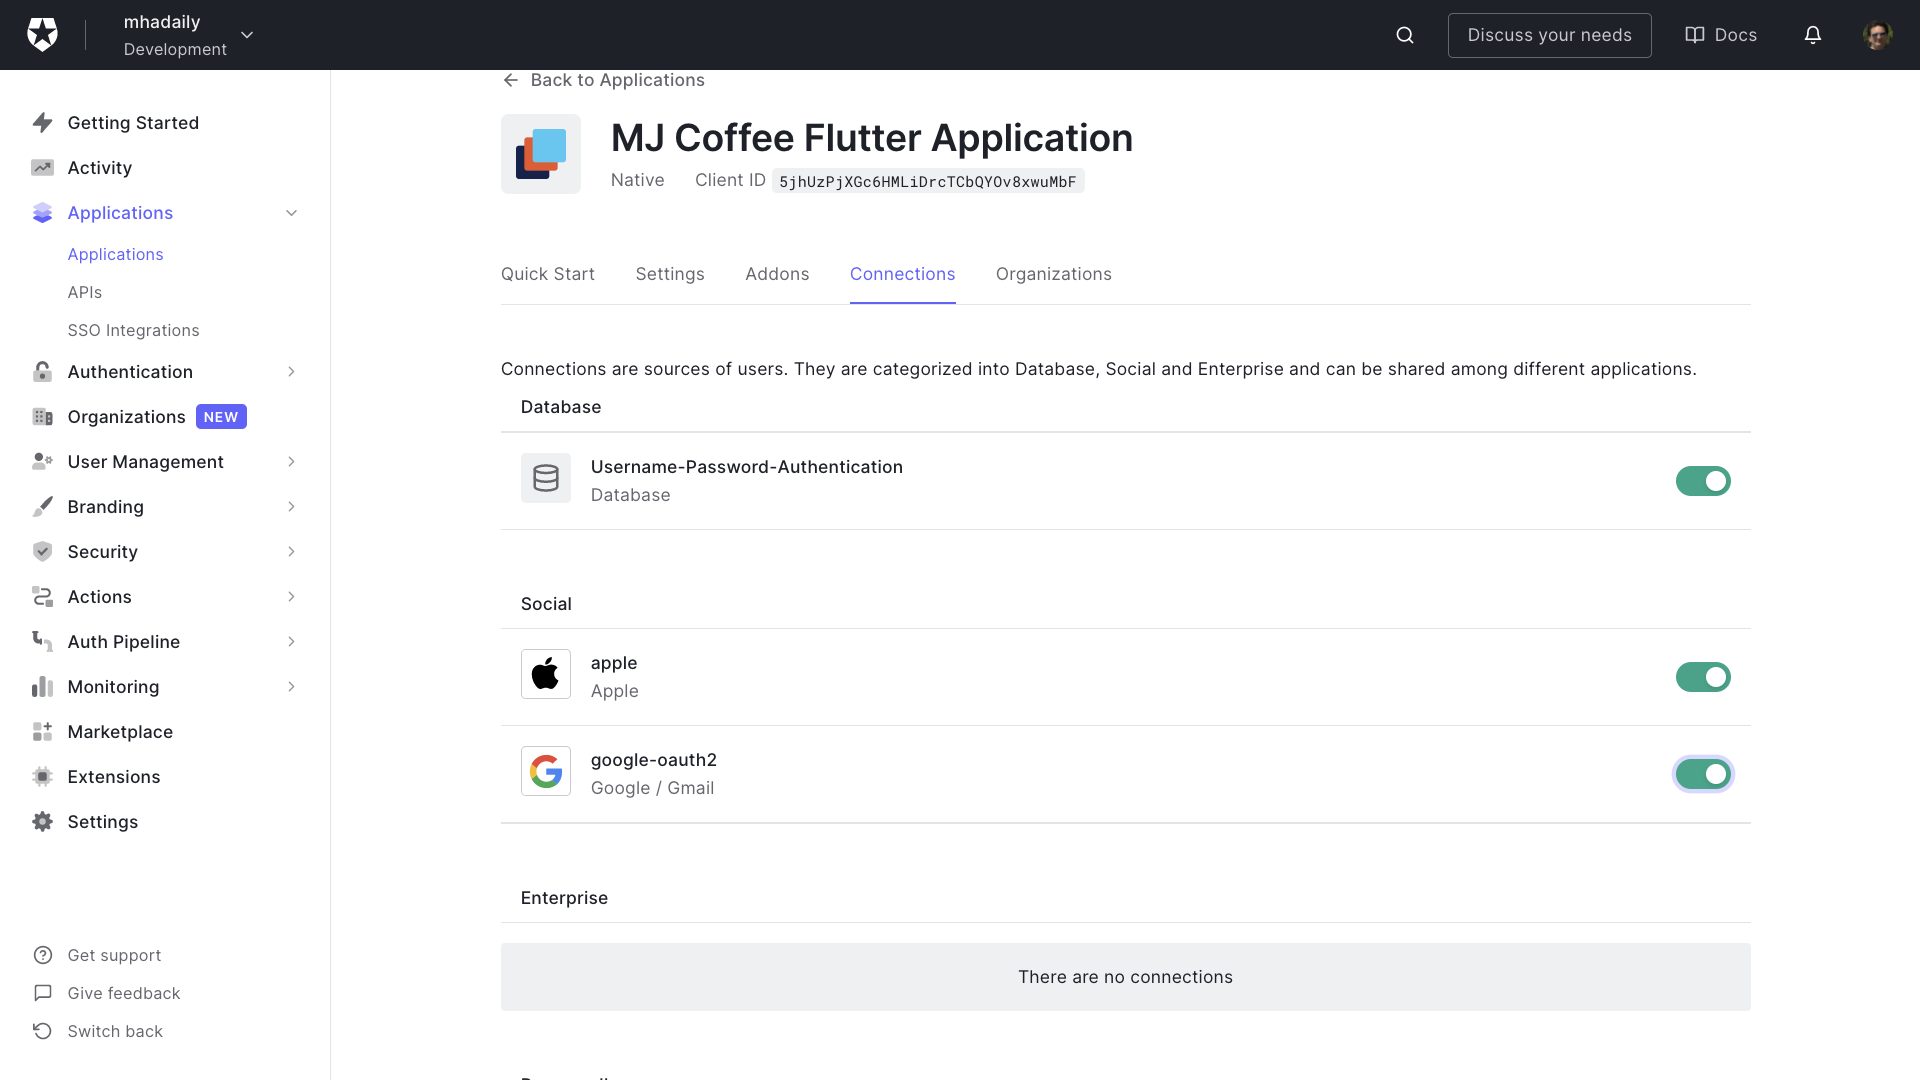 mhadaily
Development
Discuss your needs
Docs
Getting Started
Activity
Applications
Applications
APIs
SSO Integrations
Authentication
Organizations NEW
User Management
Branding
Security
Actions
Auth Pipeline
Monitoring
Marketplace
Extensions
Settings
Get support
Give feedback
Switch back
Back to Applications
MJ Coffee Flutter Application
Native Client ID 5jhUzPjXGc6HMLiDrcTCbQYOv8xwuMbF
Quick Start Settings Addons Connections Organizations
Connections are sources of users. They are categorized into Database, Social and Enterprise and can be shared among different applications.
Database
Username-Password-Authentication
Database
Social
apple
Apple
google-oauth2
Google / Gmail
Enterprise
There are no connections